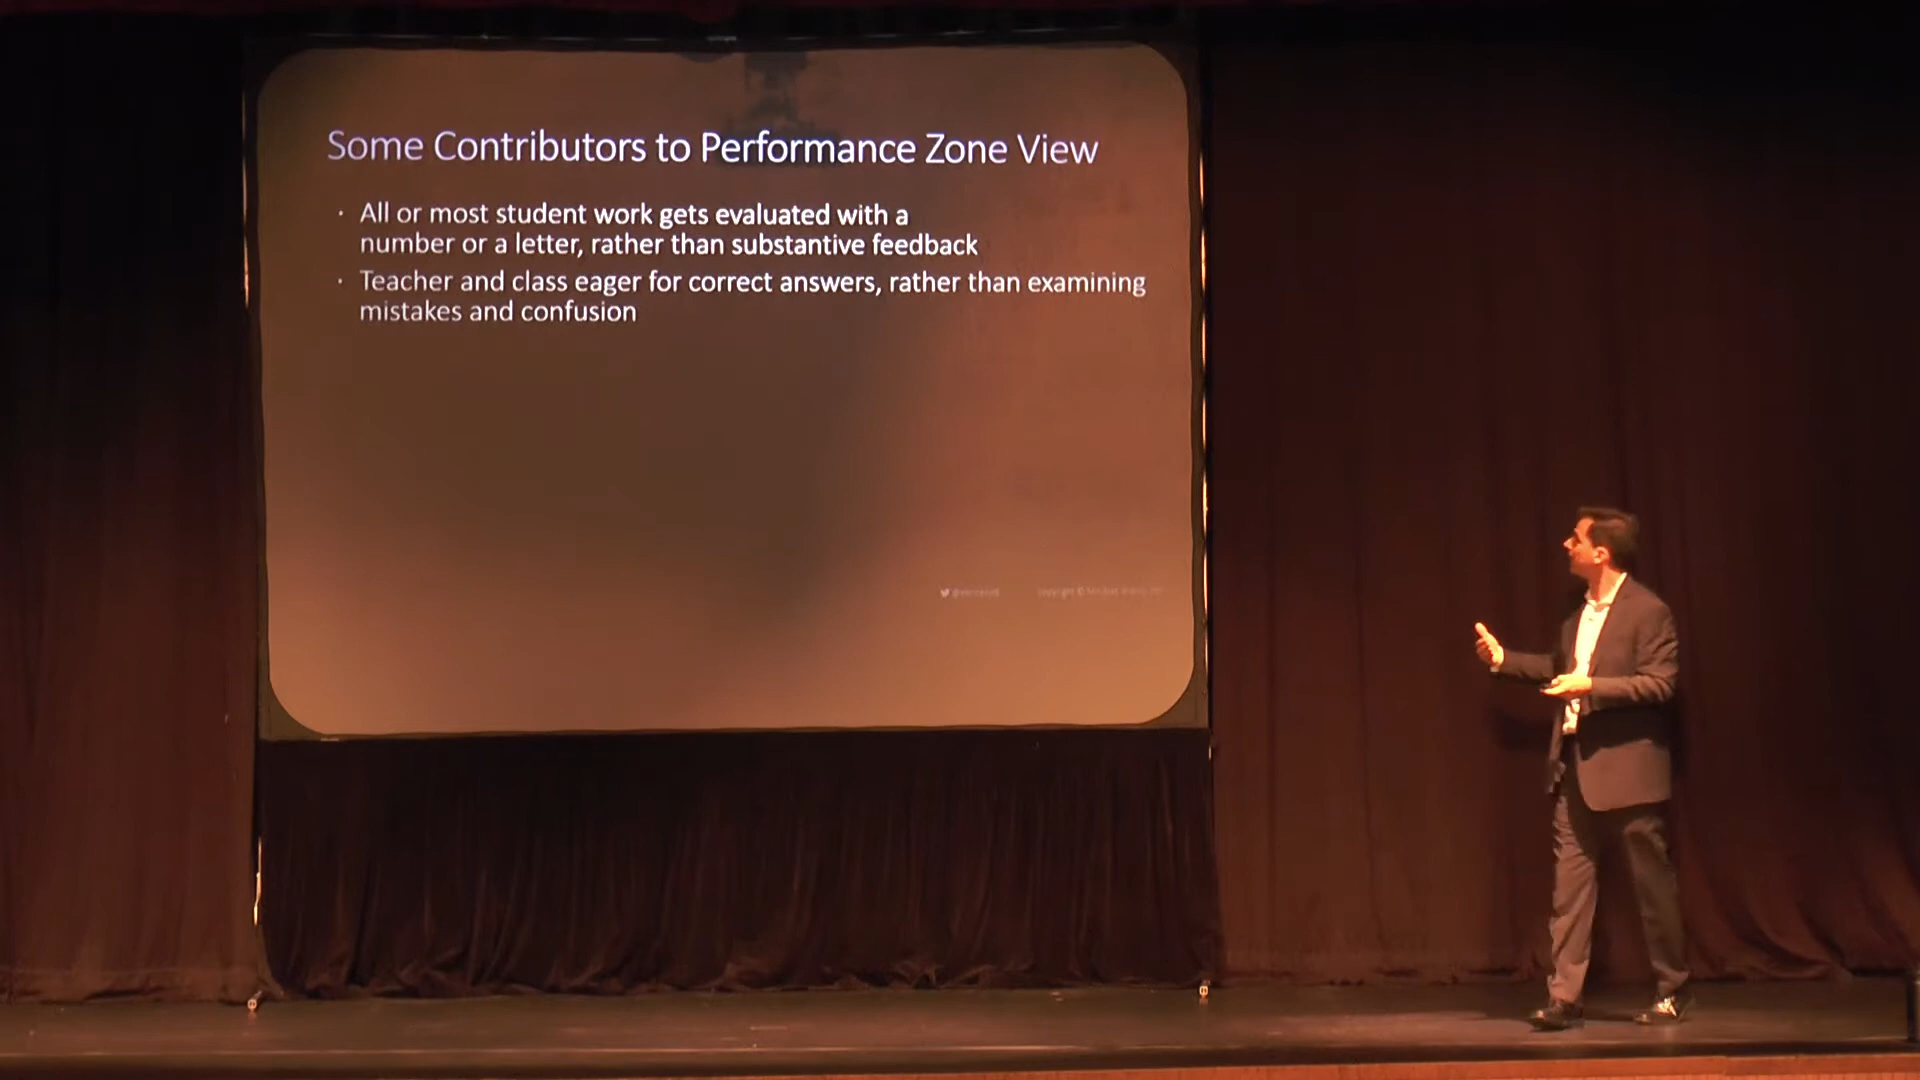 Some Contributors to Performance Zone View
· All or most student work gets evaluated with a
number or a letter, rather than substantive feedback
· Teacher and class eager for correct answers, rather than examining
mistakes and confusion
Copyright ©